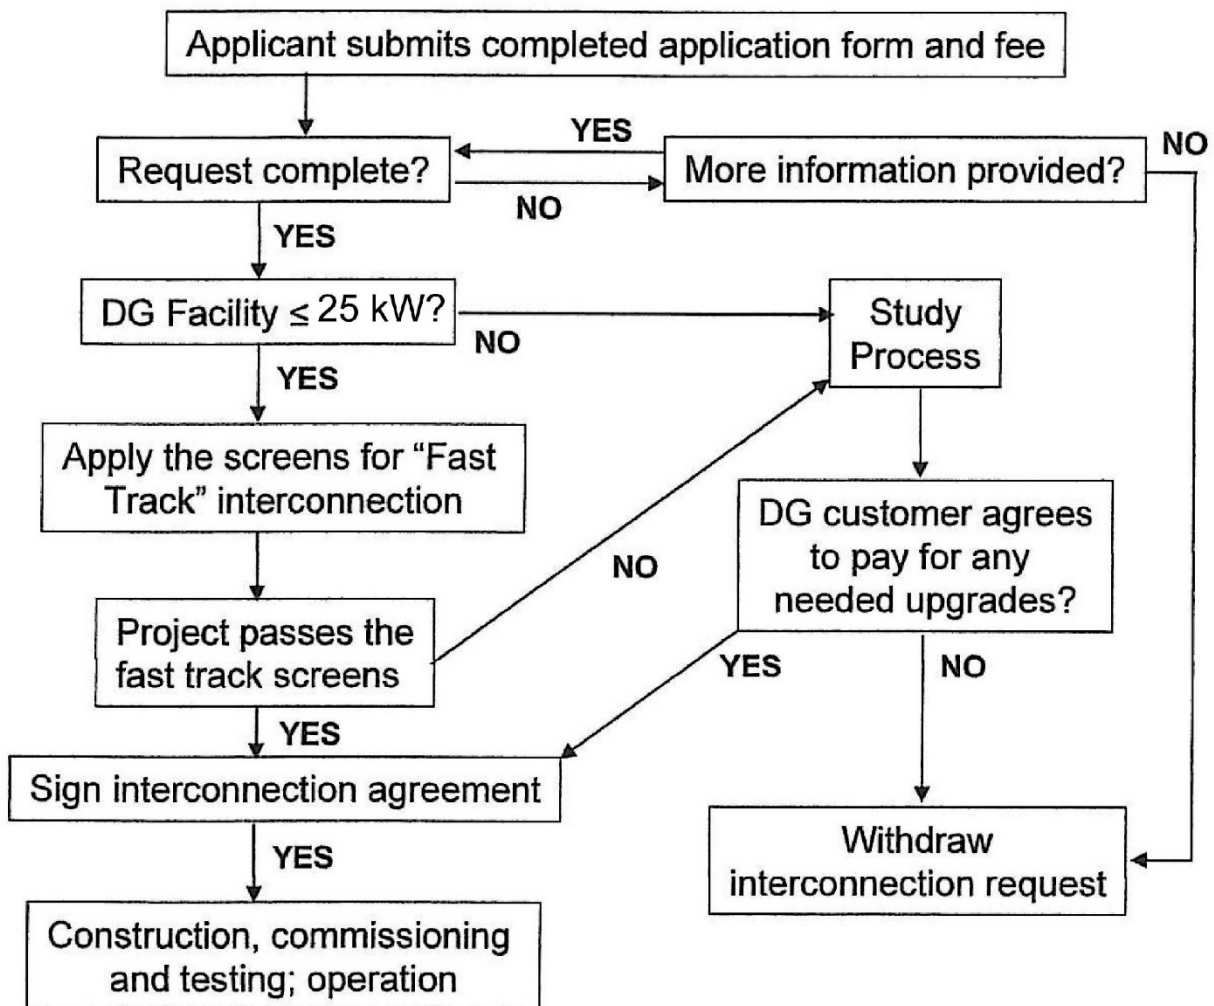 Applicant submits completed application form and fee
YES
NO
Request complete?
More information provided?
NO
YES
DG Facility ≤ 25 kW?
NO
Study
Process
YES
Apply the screens for “Fast
Track” interconnection
DG customer agrees
to pay for any
needed upgrades?
NO
Project passes the
fast track screens
YES
NO
YES
Sign interconnection agreement
YES
Withdraw
interconnection request
Construction, commissioning
and testing; operation